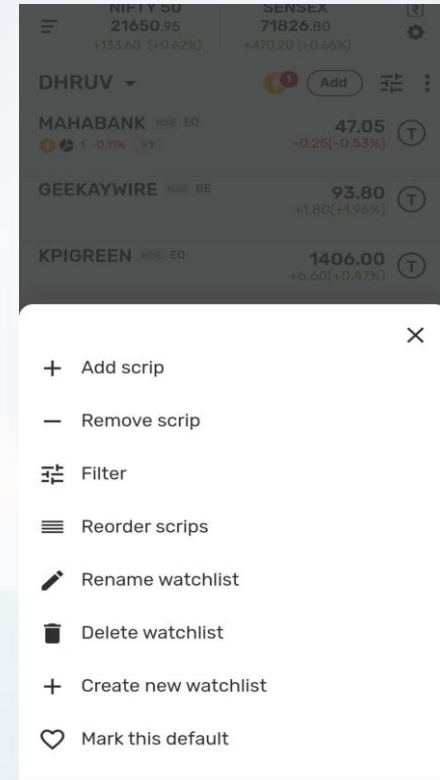 NIFTY 50 SENSEX
21650.95 71826.80
+133.60 (+0.62%) +470.20 (+0.66%)
DHRUV 1 Add
MAHABANK NSE EQ 47.05 T
1 -0.11% +1 -0.25(-0.53%)
GEEKAYWIRE NSE BE 93.80 T
+1.80(+1.96%)
KPIGREEN NSE EQ 1406.00 T
+6.60(+0.47%)
Add scrip
Remove scrip
Filter
Reorder scrips
Rename watchlist
Delete watchlist
Create new watchlist
Mark this default